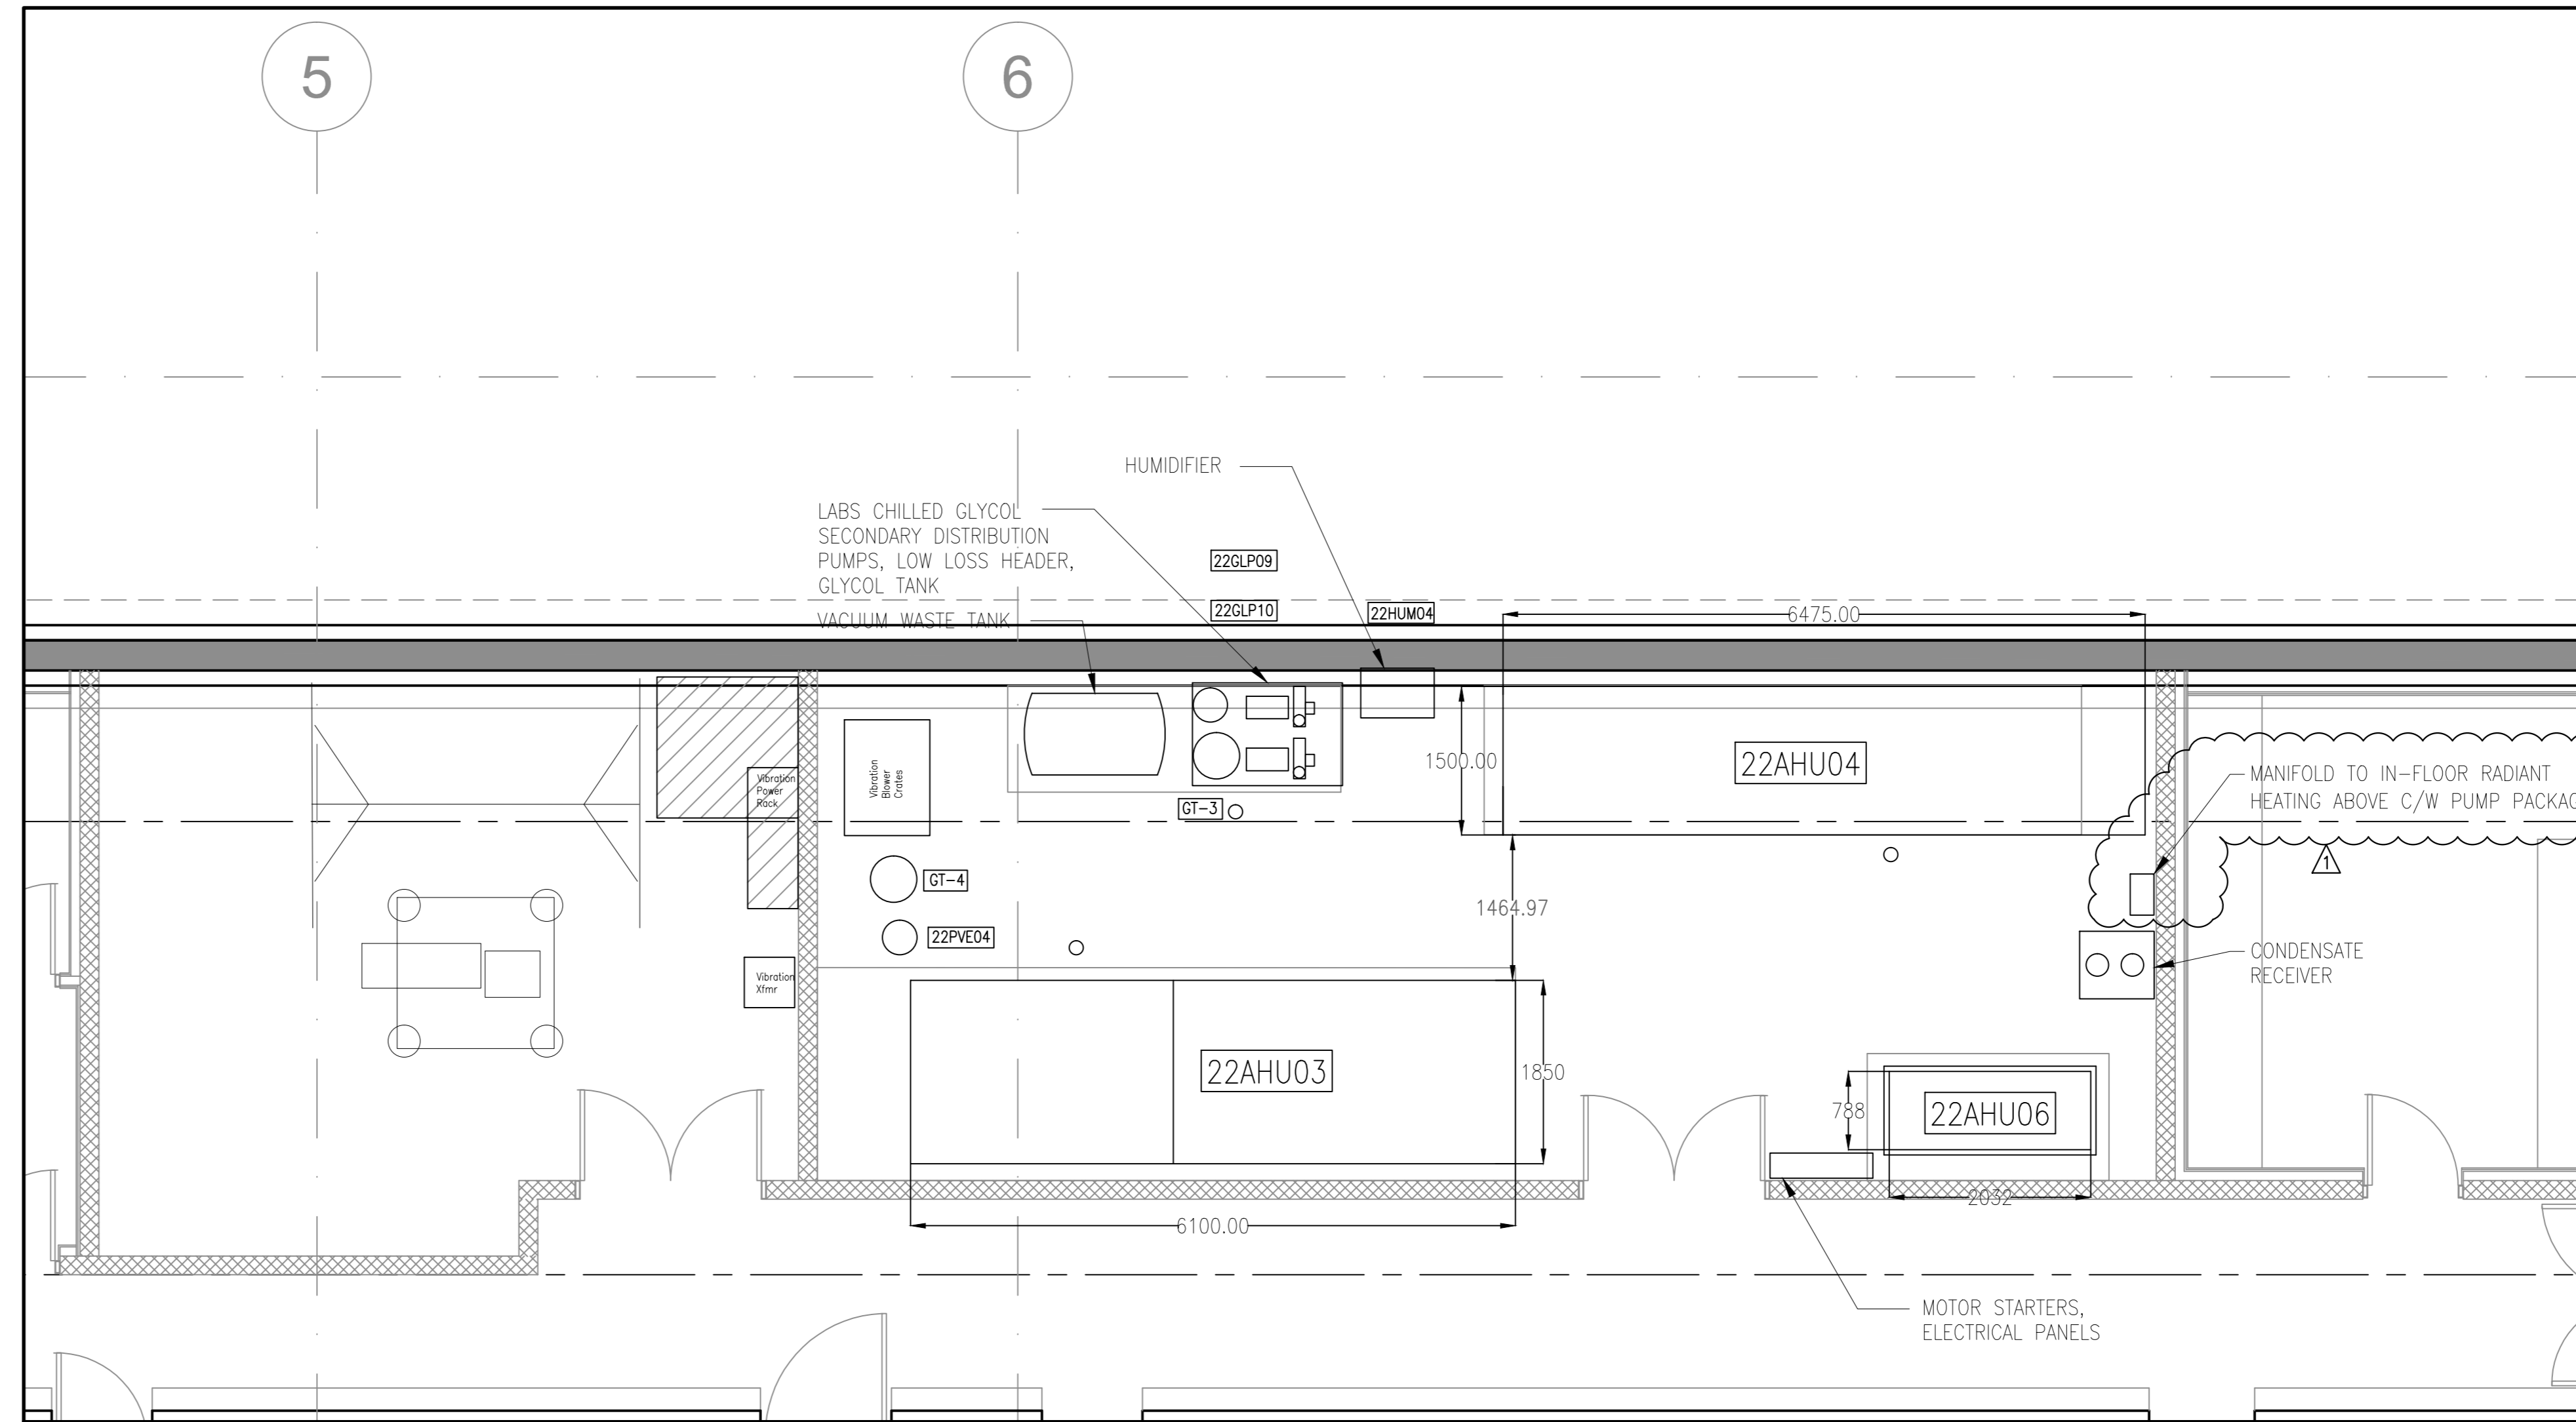 5
6
HUMIDIFIER
LABS CHILLED GLYCOL
SECONDARY DISTRIBUTION
PUMPS, LOW LOSS HEADER,
GLYCOL TANK
VACUUM WASTE TANK
22GLP09
22GLP10
22HUM04
6475.00
1500.00
22AHU04
MANIFOLD TO IN-FLOOR RADIANT
HEATING ABOVE C/W PUMP PACKAG
1
Vibration
Power
Rack
Vibration
Blower
Crates
GT-3
GT-4
22PVE04
1464.97
CONDENSATE
RECEIVER
Vibration
Xfmr
22AHU03
1850
788
22AHU06
2032
6100.00
MOTOR STARTERS,
ELECTRICAL PANELS